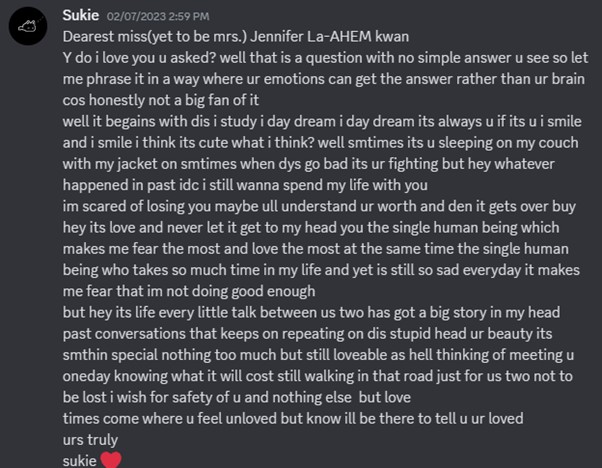 Sukie 02/07/2023 2:59 PM
Dearest miss(yet to be mrs.) Jennifer La-AHEM kwan
Y do i love you u asked? well that is a question with no simple answer u see so let
me phrase it in a way where ur emotions can get the answer rather than ur brain
cos honestly not a big fan of it
well it begains with dis i study i day dream i day dream its always u if its u i smile
and i smile i think its cute what i think? well smtimes its u sleeping on my couch
with my jacket on smtimes when dys go bad its ur fighting but hey whatever
happened in past idc i still wanna spend my life with you
im scared of losing you maybe ull understand ur worth and den it gets over buy
hey its love and never let it get to my head you the single human being which
makes me fear the most and love the most at the same time the single human
being who takes so much time in my life and yet is still so sad everyday it makes
me fear that im not doing good enough
but hey its life every little talk between us two has got a big story in my head
past conversations that keeps on repeating on dis stupid head ur beauty its
smthin special nothing too much but still loveable as hell thinking of meeting u
oneday knowing what it will cost still walking in that road just for us two not to
be lost i wish for safety of u and nothing else but love
times come where u feel unloved but know ill be there to tell u ur loved
urs truly
sukie ❤️